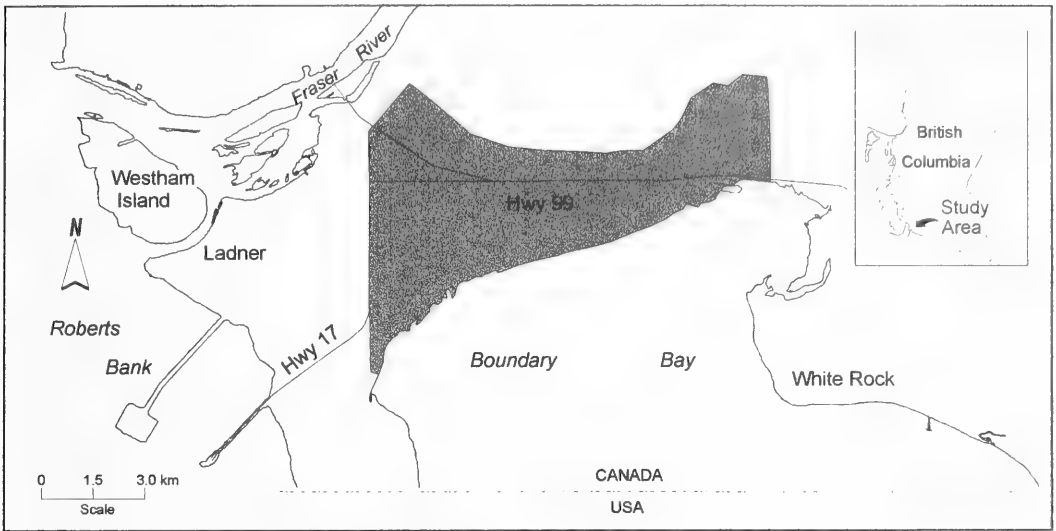 Fraser River
British
Columbia
Study
Area
Westham
Island
Hwy 99
N
Ladner
Roberts
Bank
Hwy 17
Boundary Bay
White Rock
0 1.5 3.0 km
Scale
CANADA
USA